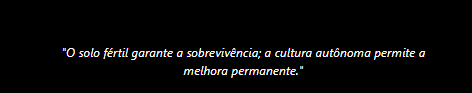 "O solo fértil garante a sobrevivência; a cultura autônoma permite a
melhora permanente."